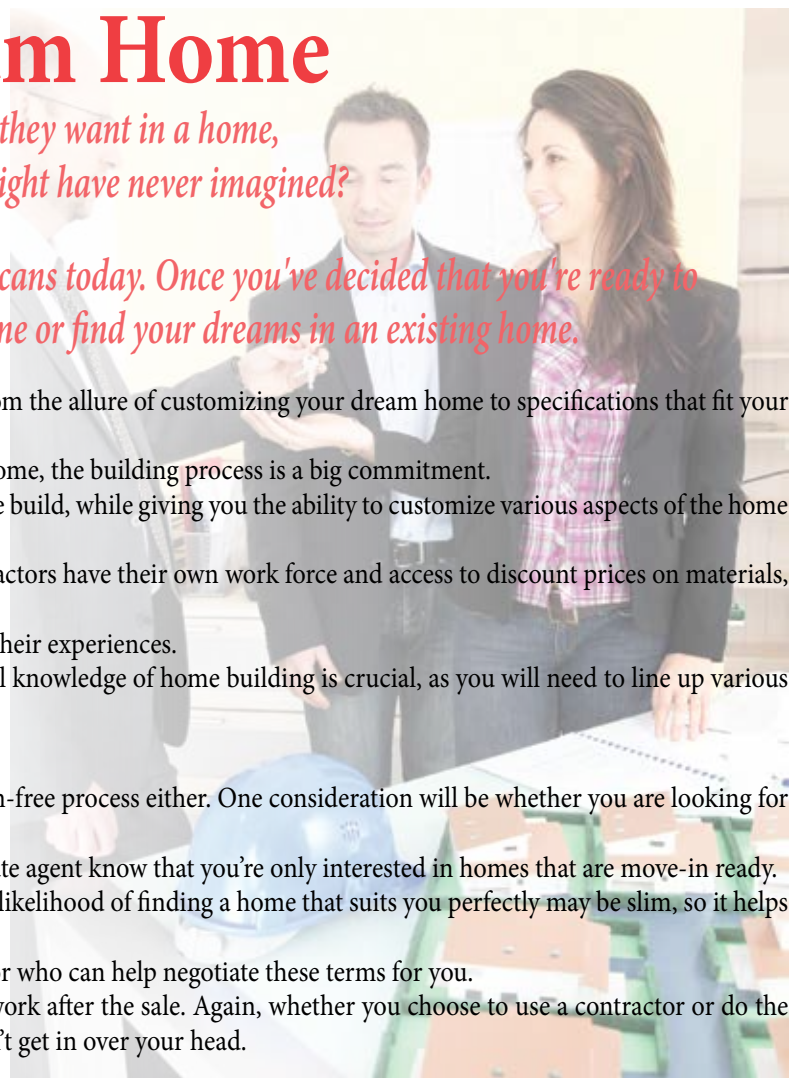 m Home
they want in a home,
ight have never imagined?
cans today. Once you've decided that you're ready to
ne or find your dreams in an existing home.
om the allure of customizing your dream home to specifications that fit your
ome, the building process is a big commitment.
e build, while giving you the ability to customize various aspects of the home
actors have their own work force and access to discount prices on materials,
heir experiences.
l knowledge of home building is crucial, as you will need to line up various
n-free process either. One consideration will be whether you are looking for
te agent know that you’re only interested in homes that are move-in ready.
likelihood of finding a home that suits you perfectly may be slim, so it helps
or who can help negotiate these terms for you.
work after the sale. Again, whether you choose to use a contractor or do the
’t get in over your head.